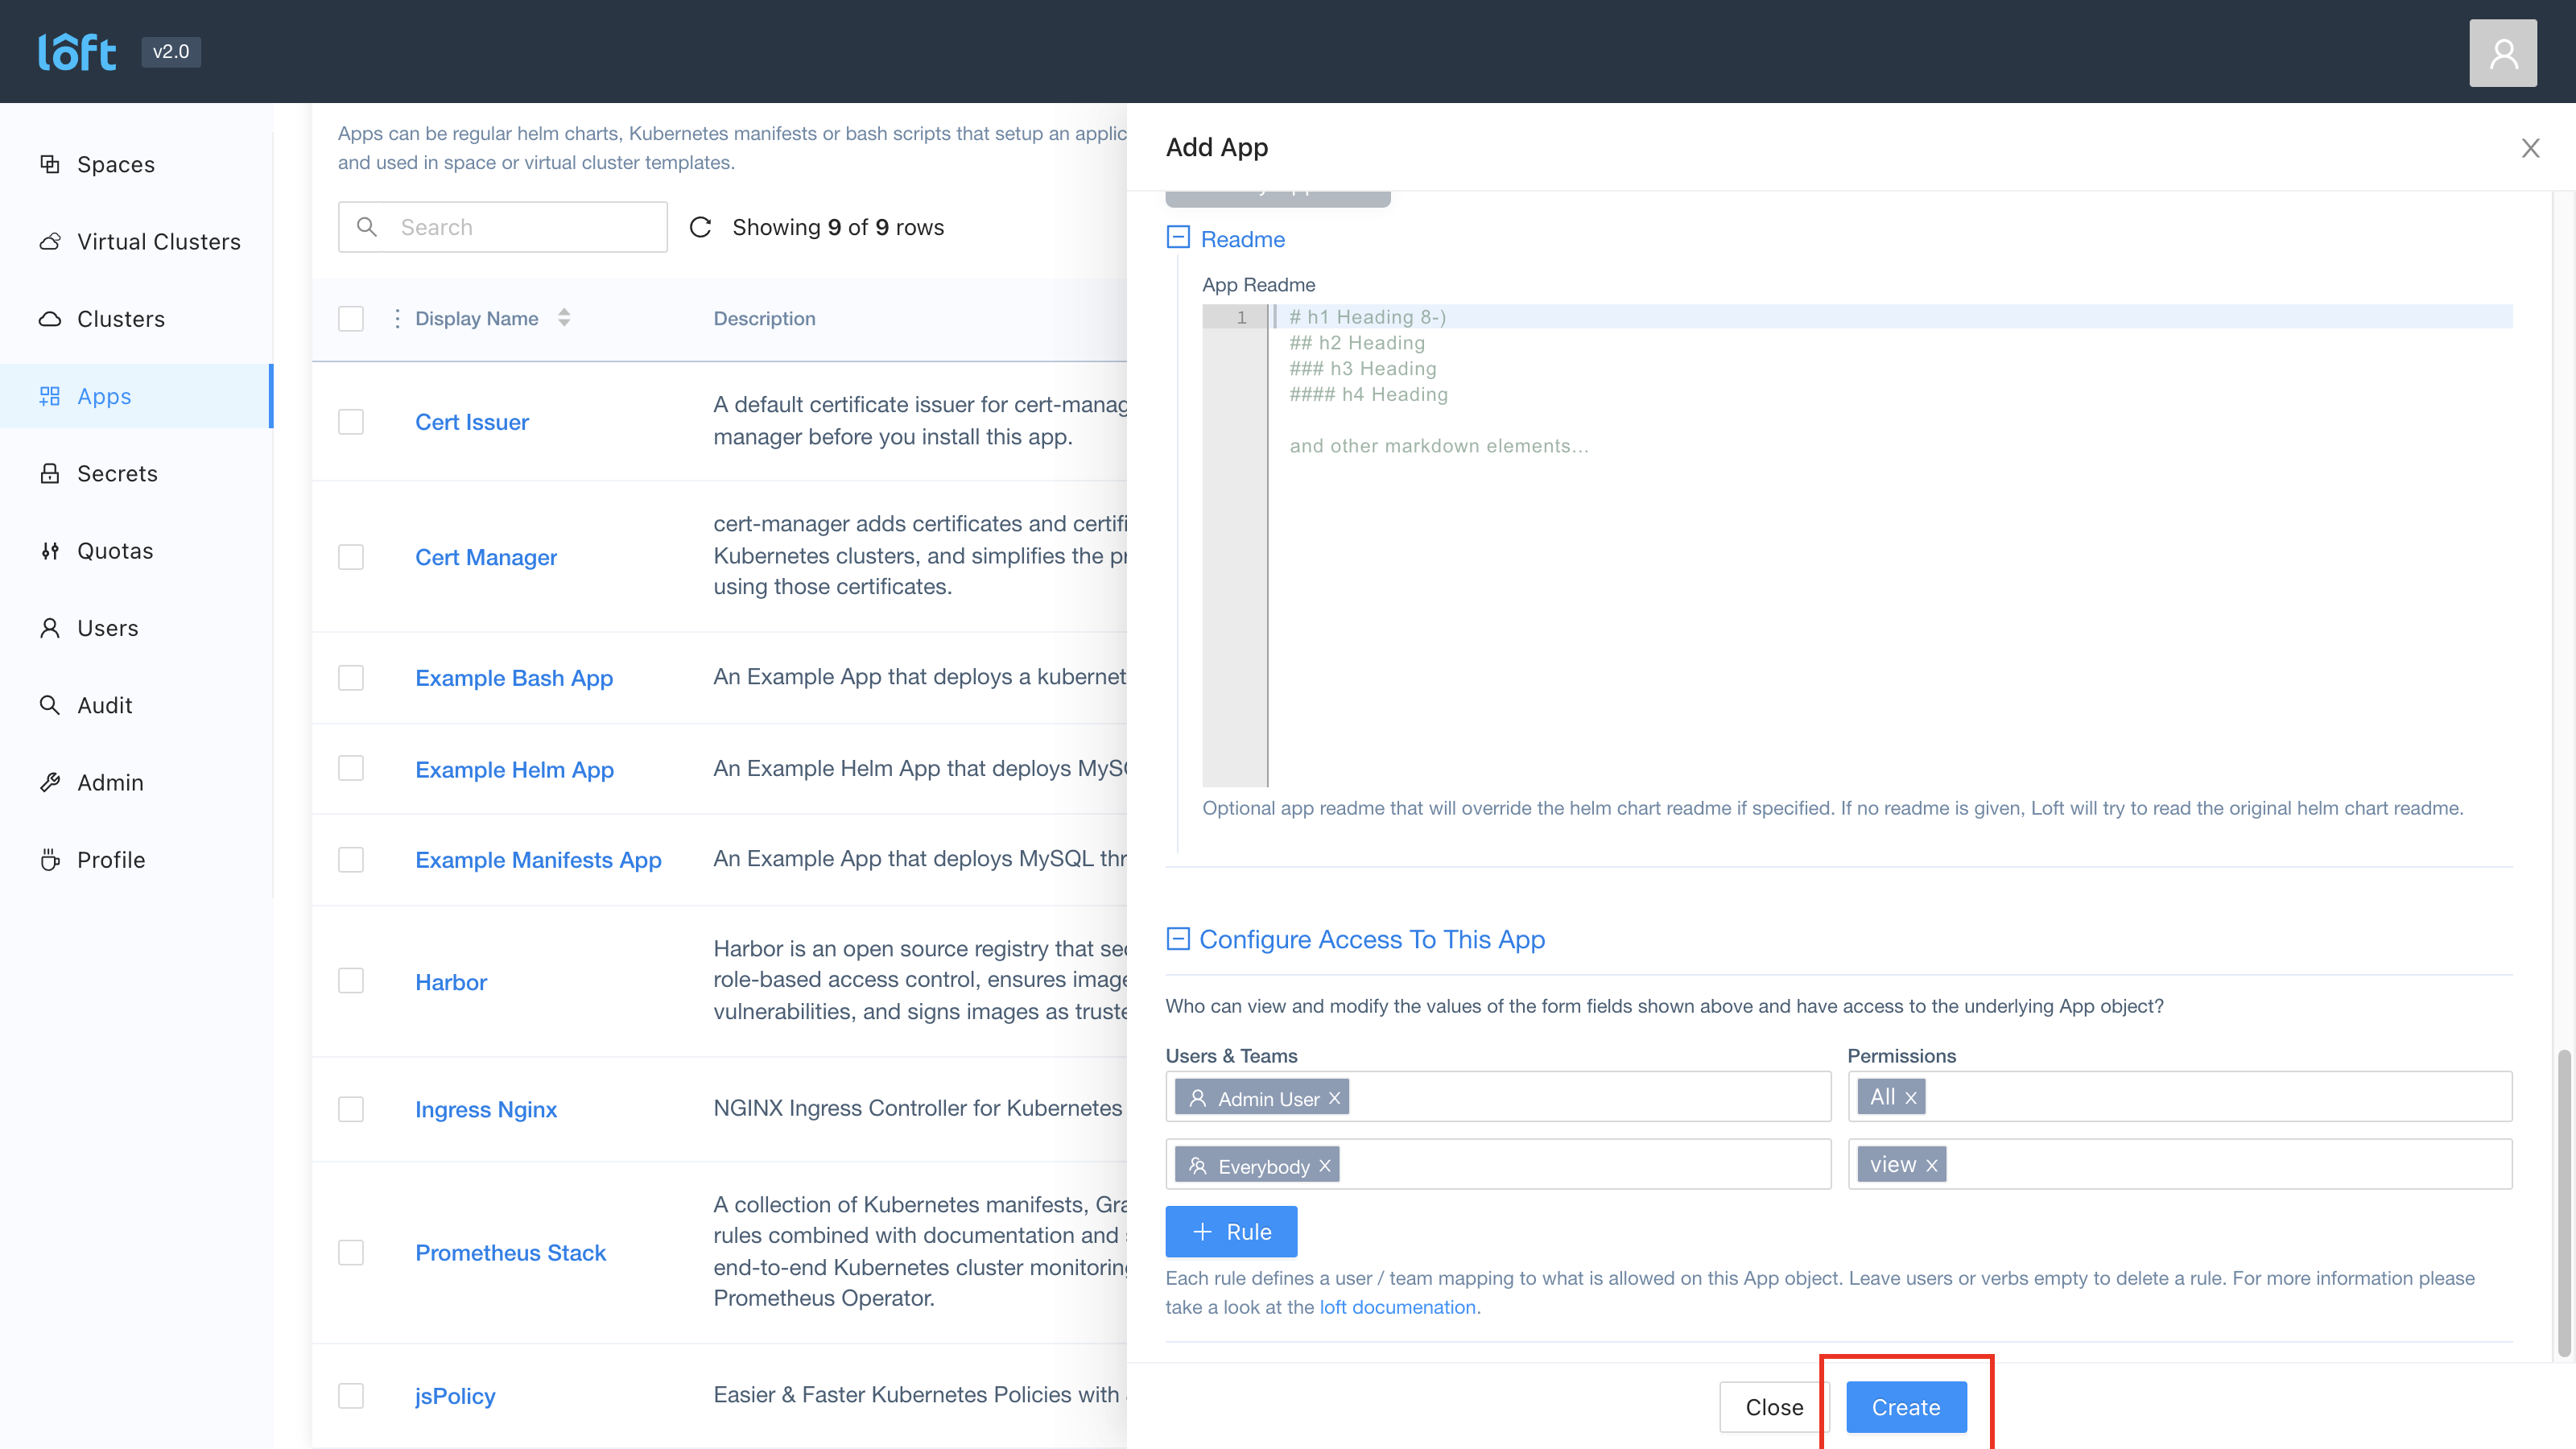 lôft v2.0
Spaces
Virtual Clusters
Clusters
Apps
Secrets
Quotas
Users
Audit
Admin
Profile
Apps can be regular helm charts, Kubernetes manifests or bash scripts that setup an applic
and used in space or virtual cluster templates.
Search
Showing 9 of 9 rows
Display Name Description
Cert Issuer
A default certificate issuer for cert-manag
manager before you install this app.
Cert Manager
cert-manager adds certificates and certifi
Kubernetes clusters, and simplifies the pr
using those certificates.
Example Bash App
An Example App that deploys a kubernet
Example Helm App
An Example Helm App that deploys MySQ
Example Manifests App
An Example App that deploys MySQL thr
Harbor
Harbor is an open source registry that sec
role-based access control, ensures image
vulnerabilities, and signs images as truste
Ingress Nginx
NGINX Ingress Controller for Kubernetes
Prometheus Stack
A collection of Kubernetes manifests, Gra
rules combined with documentation and
end-to-end Kubernetes cluster monitoring
Prometheus Operator.
jsPolicy
Easier & Faster Kubernetes Policies with
Add App
Readme
App Readme
1
# h1 Heading 8-)
## h2 Heading
### h3 Heading
#### h4 Heading
and other markdown elements...
Optional app readme that will override the helm chart readme if specified. If no readme is given, Loft will try to read the original helm chart readme.
Configure Access To This App
Who can view and modify the values of the form fields shown above and have access to the underlying App object?
Users & Teams Permissions
Admin User All
Everybody view
+ Rule
Each rule defines a user / team mapping to what is allowed on this App object. Leave users or verbs empty to delete a rule. For more information please
take a look at the loft documenation.
Close Create